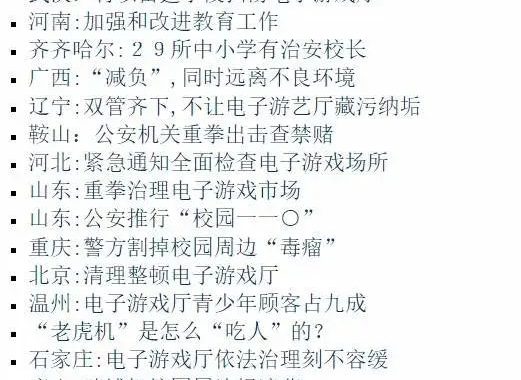 河南:加强和改进教育工作
齐齐哈尔:２９所中小学有治安校长
广西:“减负”,同时远离不良环境
辽宁:双管齐下,不让电子游艺厅藏污纳垢
鞍山：公安机关重拳出击查禁赌
河北:紧急通知全面检查电子游戏场所
山东:重拳治理电子游戏市场
山东:公安推行“校园一一〇”
重庆:警方割掉校园周边“毒瘤”
北京:清理整顿电子游戏厅
温州:电子游戏厅青少年顾客占九成
“老虎机”是怎么“吃人”的?
石家庄:电子游戏厅依法治理刻不容缓